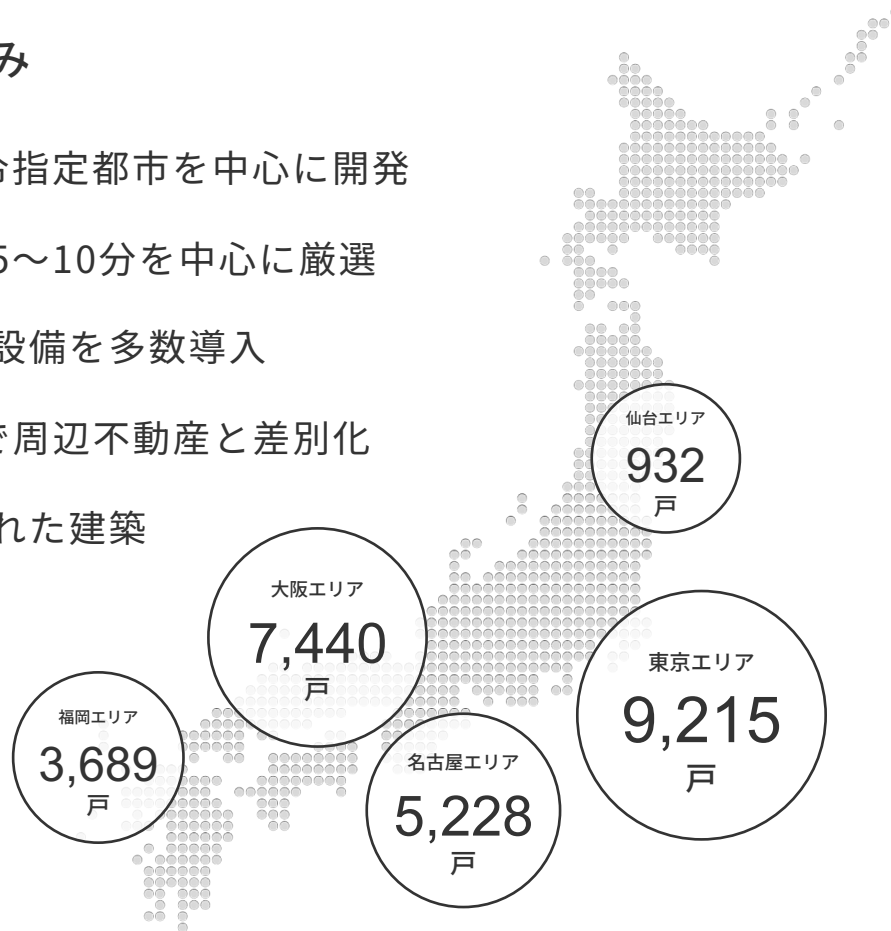 み
令指定都市を中心に開発
5～10分を中心に厳選
設備を多数導入
で周辺不動産と差別化
れた建築
仙台エリア
932
戸
大阪エリア
7,440
戸
東京エリア
9,215
戸
福岡エリア
3,689
戸
名古屋エリア
5,228
戸